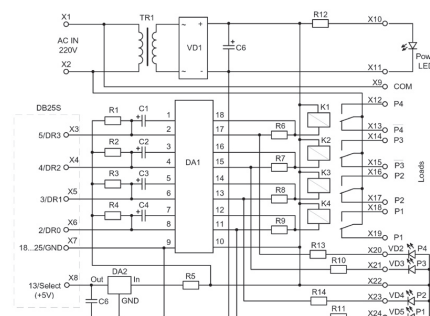 X1
TR1
R12
X10
AC IN
220V
VD1
C6
X2
X11
Pow
LED
X9
COM
DB25S
R1
C1
1
18
K1
X12
P4
5/DR3
X3
2
17
R6
X13
P4
X14
P3
R2
C2
3
16
K2
4/DR2
X4
4
DA1
15
R7
X15
P3
X16
P2
R3
C3
5
14
K3
3/DR1
X5
6
13
R8
X17
P2
X18
P1
R4
C4
7
12
K4
2/DR0
X6
8
11
R9
X19
P1
Loads
18...25/GND
X7
9
10
R13
X20
VD2
P4
R10
X21
VD3
P3
13/Select
(+5V)
X8
Out
DA2
In
GND
C6
R5
X22
R14
X23
VD4
P2
R11
X24
VD5
P1